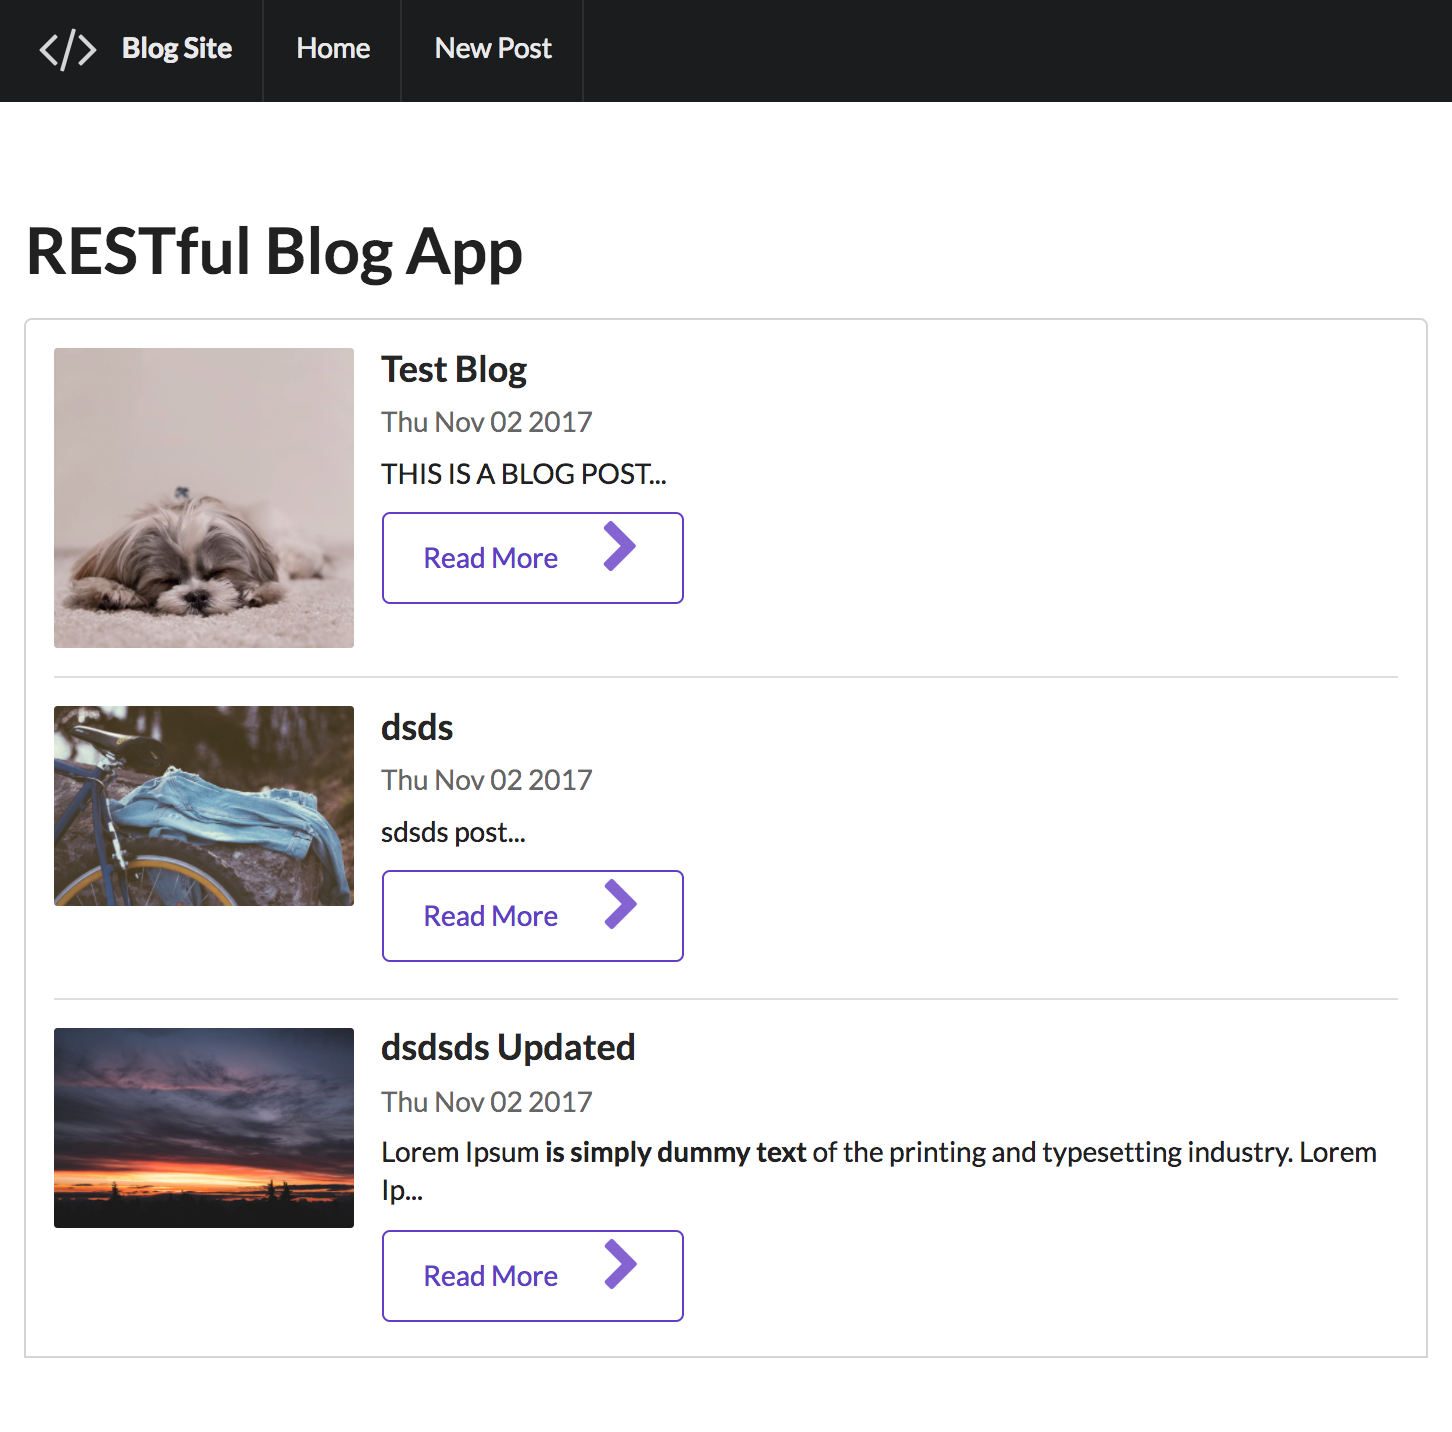 Blog Site Home New Post
RESTful Blog App
Test Blog
Thu Nov 02 2017
THIS IS A BLOG POST...
Read More
dsds
Thu Nov 02 2017
sdsds post...
Read More
dsdsds Updated
Thu Nov 02 2017
Lorem Ipsum is simply dummy text of the printing and typesetting industry. Lorem
Ip...
Read More